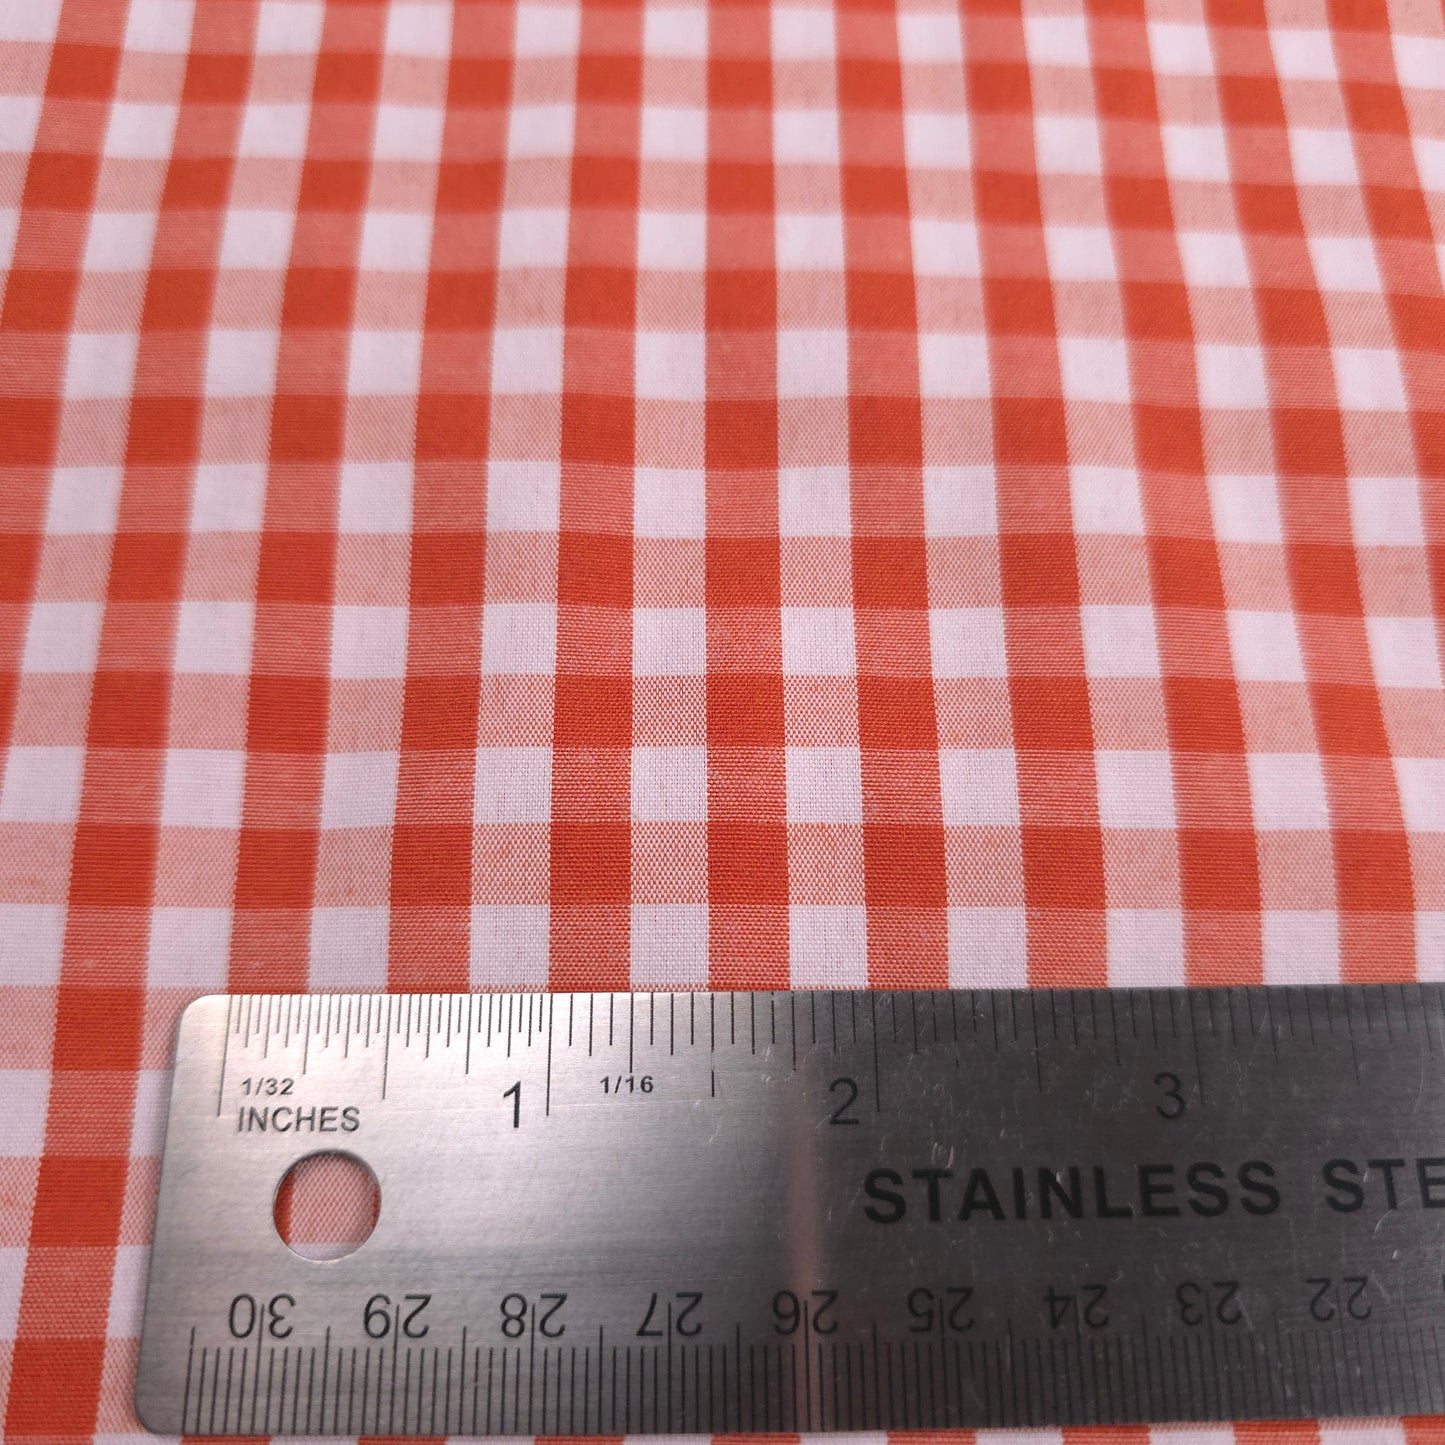 1/32 1 1/16 2 3
INCHES
STAINLESS STE
30 29 28 27 26 25 24 23 22